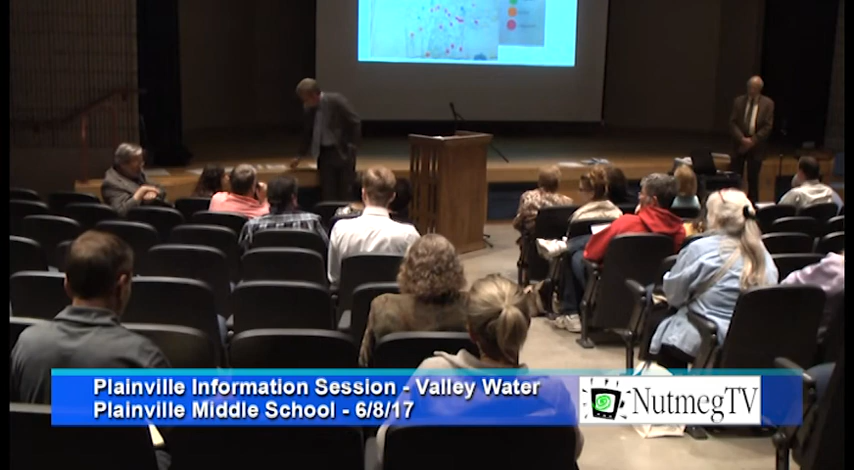 Plainville Information Session - Valley Water
Plainville Middle School - 6/8/17
NutmegTV